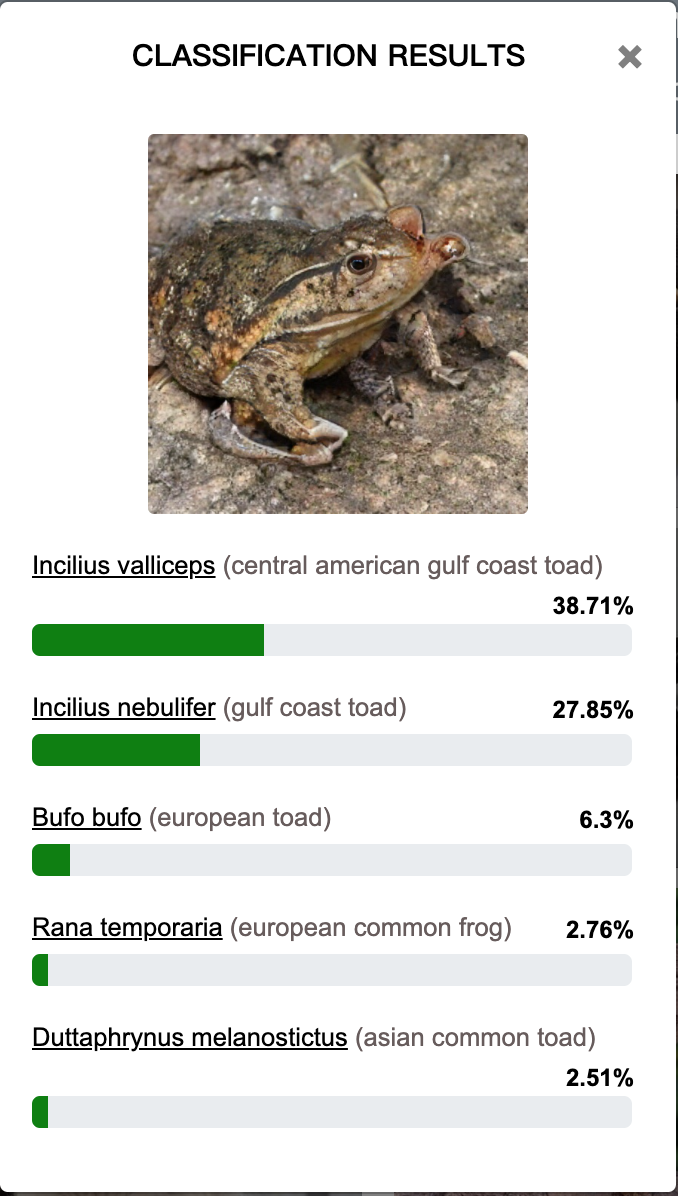 CLASSIFICATION RESULTS
Incilius valliceps (central american gulf coast toad)
38.71%
Incilius nebulifer (gulf coast toad) 27.85%
Bufo bufo (european toad) 6.3%
Rana temporaria (european common frog) 2.76%
Duttaphrynus melanostictus (asian common toad)
2.51%